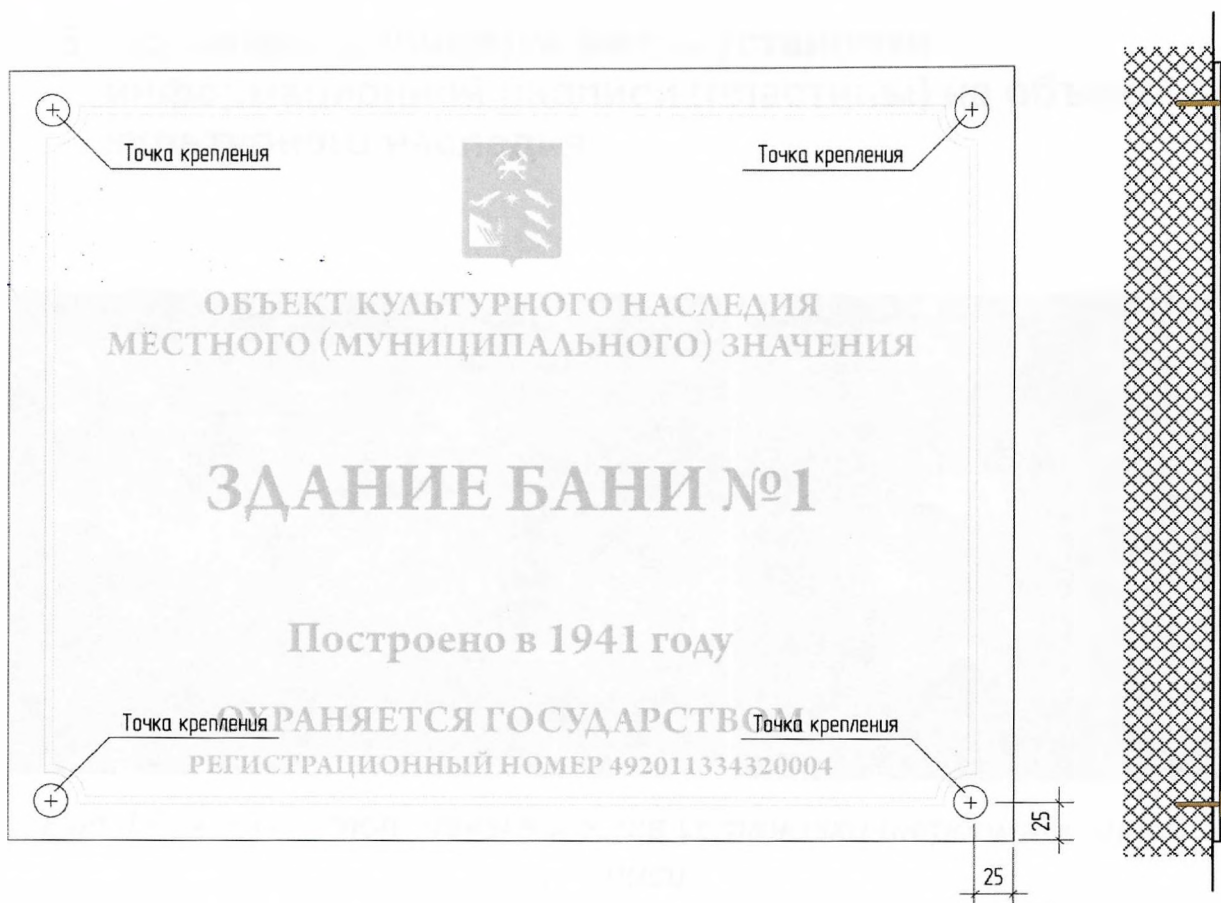 Точка крепления Точка крепления
ОБЪЕКТ КУЛЬТУРНОГО НАСЛЕДИЯ
МЕСТНОГО (МУНИЦИПАЛЬНОГО) ЗНАЧЕНИЯ
ЗДАНИЕ БАНИ №1
Построено в 1941 году
ОХРАНЯЕТСЯ ГОСУДАРСТВОМ
Точка крепления Точка крепления
РЕГИСТРАЦИОННЫЙ НОМЕР 492011334320004
25
25